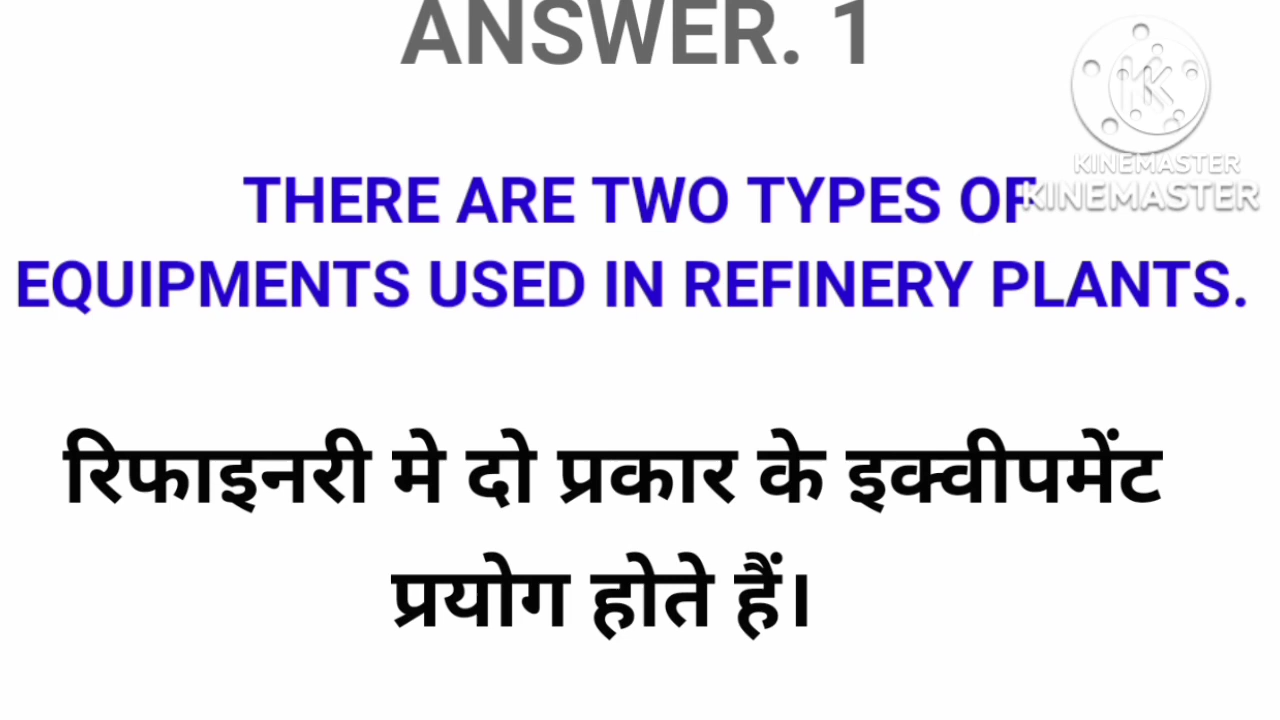 ANSWER. 1
KINEMASTER
THERE ARE TWO TYPES OF
KINEMASTER
EQUIPMENTS USED IN REFINERY PLANTS.
रिफाइनरी मे दो प्रकार के इक्वीपमेंट
प्रयोग होते हैं।